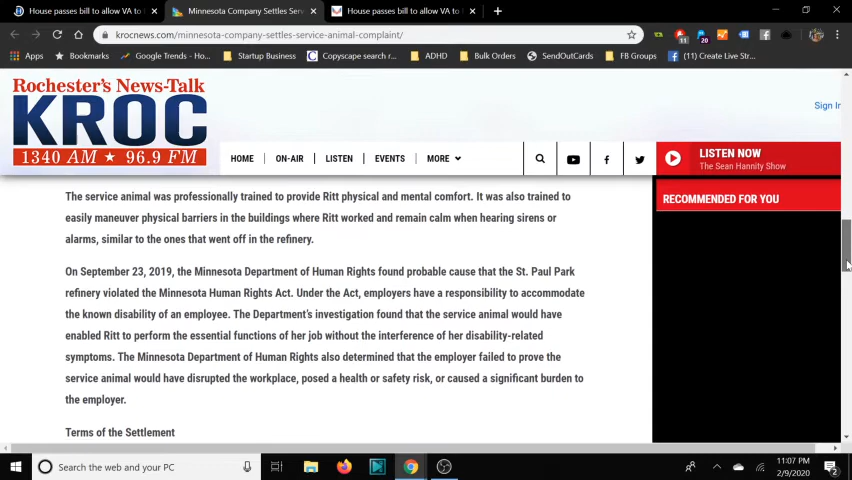 House passes bill to allow VA to
Minnesota Company Settles Serv
House passes bill to allow VA to
krocnews.com/minnesota-company-settles-service-animal-complaint/
11
20
Apps
Bookmarks
Google Trends - Ho...
Startup Business
Copyscape search r...
ADHD
Bulk Orders
SendOutCards
FB Groups
(11) Create Live Str...
Rochester's News-Talk
KROC
1340 AM ★ 96.9 FM
Sign In
HOME
ON-AIR
LISTEN
EVENTS
MORE
LISTEN NOW
The Sean Hannity Show
RECOMMENDED FOR YOU
The service animal was professionally trained to provide Ritt physical and mental comfort. It was also trained to
easily maneuver physical barriers in the buildings where Ritt worked and remain calm when hearing sirens or
alarms, similar to the ones that went off in the refinery.
On September 23, 2019, the Minnesota Department of Human Rights found probable cause that the St. Paul Park
refinery violated the Minnesota Human Rights Act. Under the Act, employers have a responsibility to accommodate
the known disability of an employee. The Department's investigation found that the service animal would have
enabled Ritt to perform the essential functions of her job without the interference of her disability-related
symptoms. The Minnesota Department of Human Rights also determined that the employer failed to prove the
service animal would have disrupted the workplace, posed a health or safety risk, or caused a significant burden to
the employer.
Terms of the Settlement
Search the web and your PC
11:07 PM
2/9/2020
2